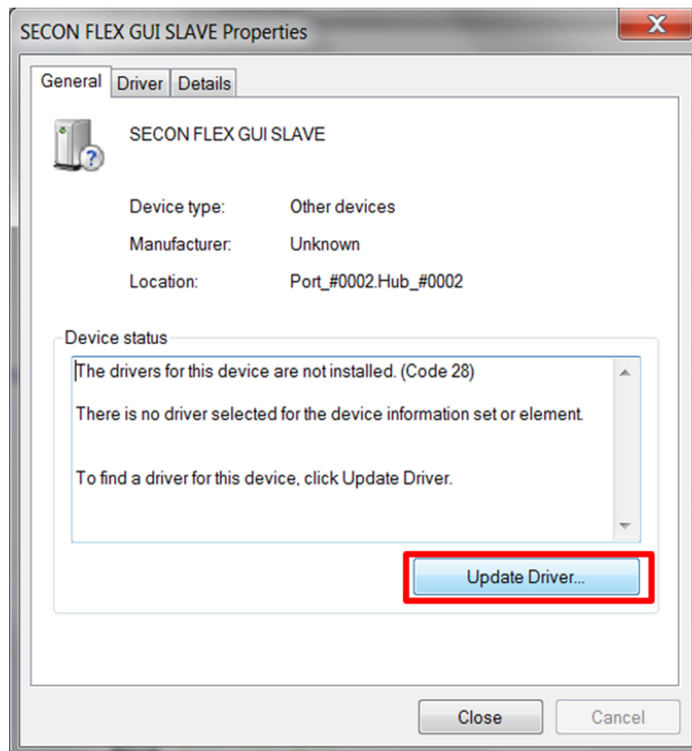 SECON FLEX GUI SLAVE Properties
General Driver Details
SECON FLEX GUI SLAVE
Device type: Other devices
Manufacturer: Unknown
Location: Port_#0002.Hub_#0002
Device status
The drivers for this device are not installed. (Code 28)
There is no driver selected for the device information set or element.
To find a driver for this device, click Update Driver.
Update Driver...
Close Cancel